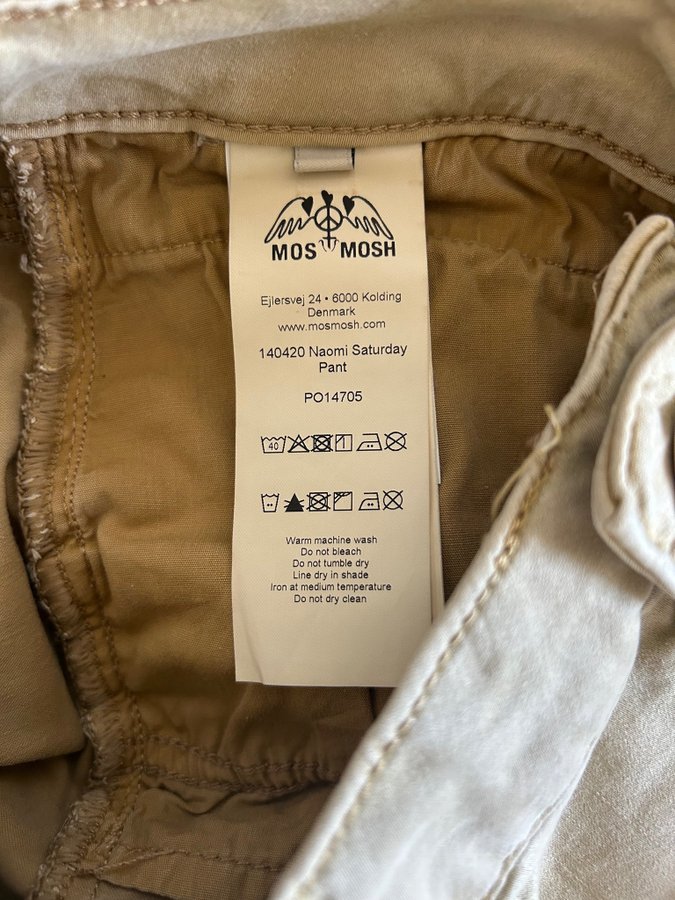 MOS MOSH
Ejlersvej 24 • 6000 Kolding
Denmark
www.mosmosh.com
140420 Naomi Saturday
Pant
PO14705
40
Warm machine wash
Do not bleach
Do not tumble dry
Line dry in shade
Iron at medium temperature
Do not dry clean